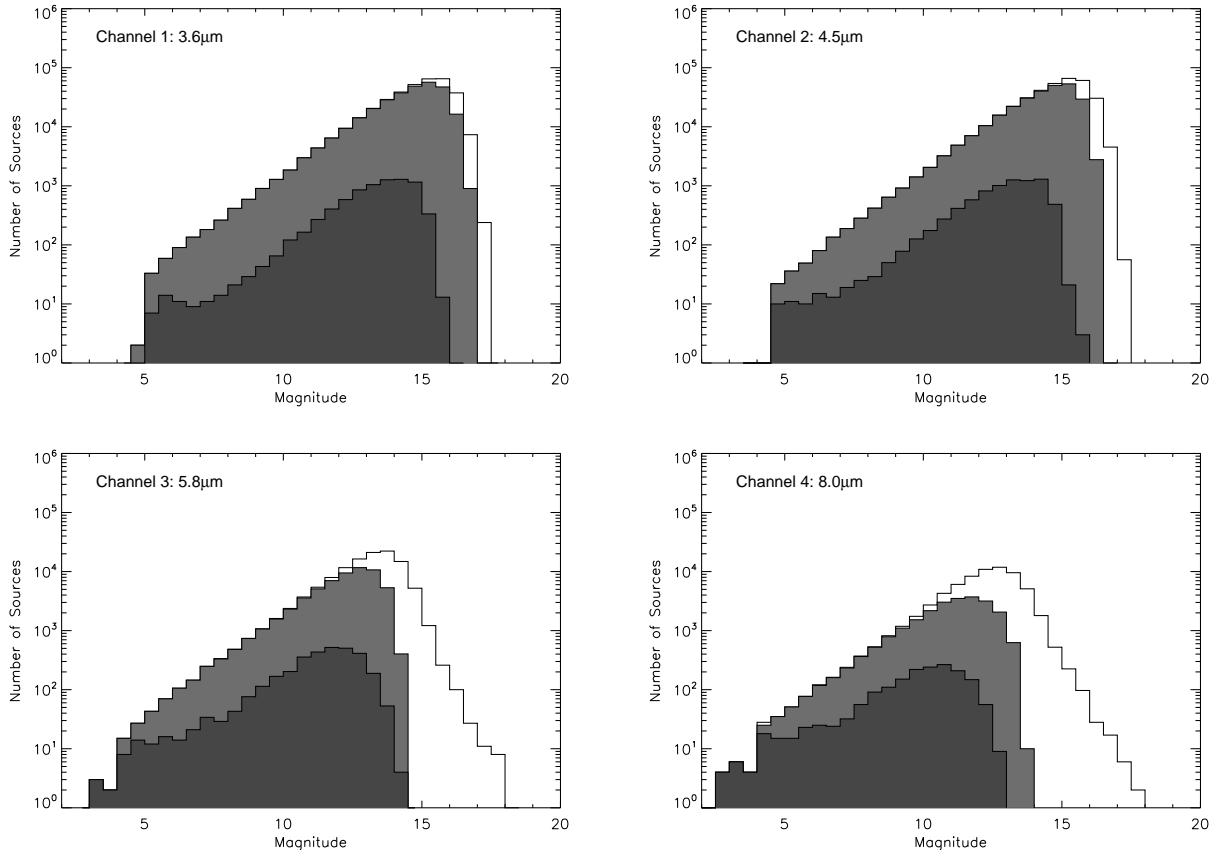 Channel 1: 3.6μm
10^6
10^5
10^4
10^3
10^2
10^1
10^0
Number of Sources
5 10 15 20
Magnitude
Channel 2: 4.5μm
10^6
10^5
10^4
10^3
10^2
10^1
10^0
Number of Sources
5 10 15 20
Magnitude
Channel 3: 5.8μm
10^6
10^5
10^4
10^3
10^2
10^1
10^0
Number of Sources
5 10 15 20
Magnitude
Channel 4: 8.0μm
10^6
10^5
10^4
10^3
10^2
10^1
10^0
Number of Sources
5 10 15 20
Magnitude